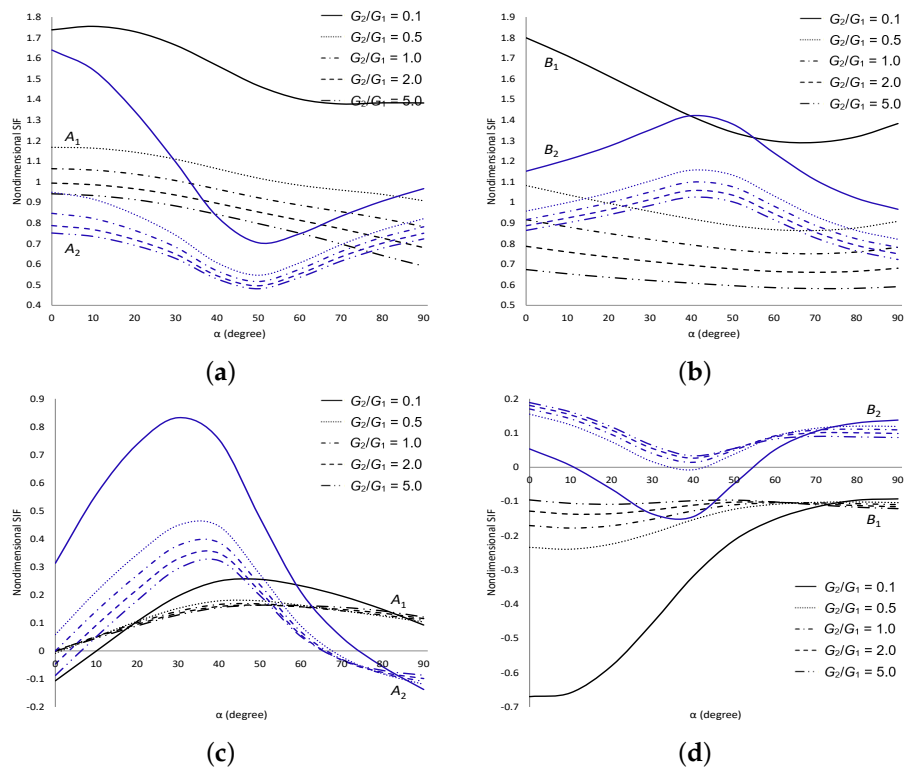 1.8
1.7
1.6
1.5
1.4
1.3
1.2
1.1
1
0.9
0.8
0.7
0.6
0.5
0.4
Nondimensional SIF
G2/G1 = 0.1
G2/G1 = 0.5
G2/G1 = 1.0
G2/G1 = 2.0
G2/G1 = 5.0
A1
A2
0 10 20 30 40 50 60 70 80 90
α (degree)
(a)
1.9
1.8
1.7
1.6
1.5
1.4
1.3
1.2
1.1
1
0.9
0.8
0.7
0.6
0.5
Nondimensional SIF
G2/G1 = 0.1
G2/G1 = 0.5
G2/G1 = 1.0
G2/G1 = 2.0
G2/G1 = 5.0
B1
B2
0 10 20 30 40 50 60 70 80 90
α (degree)
(b)
0.9
0.8
0.7
0.6
0.5
0.4
0.3
0.2
0.1
0
-0.1
-0.2
Nondimensional SIF
G2/G1 = 0.1
G2/G1 = 0.5
G2/G1 = 1.0
G2/G1 = 2.0
G2/G1 = 5.0
A1
A2
0 10 20 30 40 50 60 70 80 90
α (degree)
(c)
0.2
0.1
0
-0.1
-0.2
-0.3
-0.4
-0.5
-0.6
-0.7
Nondimensional SIF
B2
0 10 20 30 40 50 60 70 80 90
B1
G2/G1 = 0.1
G2/G1 = 0.5
G2/G1 = 1.0
G2/G1 = 2.0
G2/G1 = 5.0
α (degree)
(d)